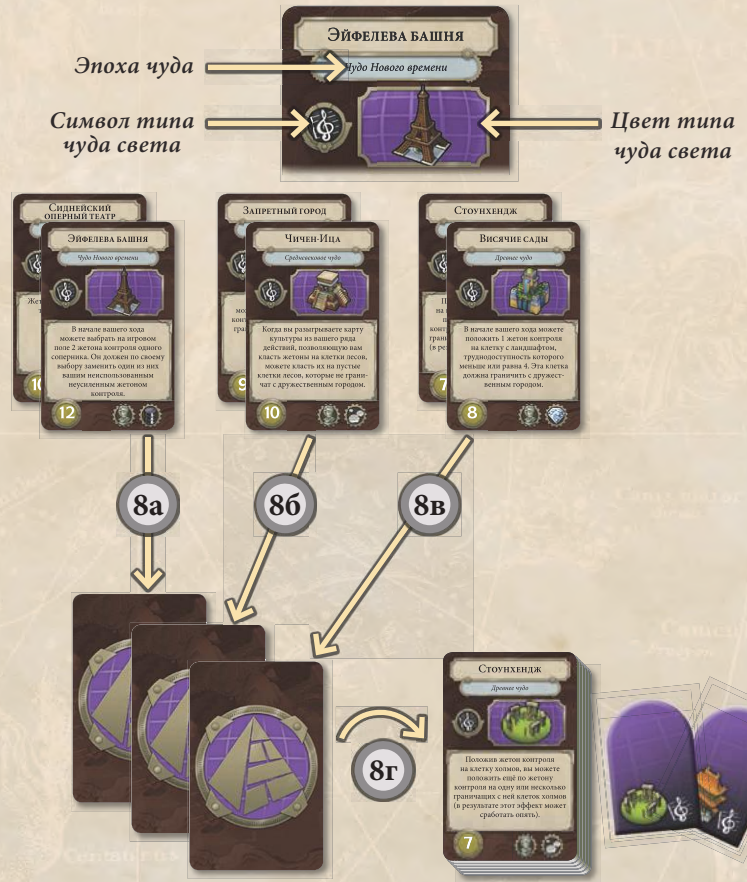 Эйфелева башня
Эпоха чуда
Чудо Нового времени
Символ типа
чуда света
Цвет типа
чуда света
Сиднейский
оперный театр
Эйфелева башня
Чудо Нового времени
В начале вашего хода
можете выбрать на игровом
поле 2 жетона контроля одного
соперника. Он должен по своему
выбору заменить один из них
вашим неиспользованным
неусиленным жетоном
контроля.
12
Запретный город
9
Чичен-Ица
Средневековое чудо
Когда вы разыгрываете карту
культуры из вашего ряда
действий, позволяющую вам
класть жетоны на клетки лесов,
можете класть их на пустые
клетки лесов, которые не грани-
чат с дружественным городом.
10
Стоунхендж
7
Висячие сады
Древнее чудо
В начале вашего хода можете
положить 1 жетон контроля
на клетку с ландшафтом,
труднодоступность которого
меньше или равна 4. Эта клетка
должна граничить с дружест-
венным городом.
8
8а
8б
8в
8г
Стоунхендж
Древнее чудо
Положив жетон контроля
на клетку холмов, вы можете
положить ещё по жетону
контроля на одну или несколько
граничащих с ней клеток холмов
(в результате этот эффект может
сработать опять).
7